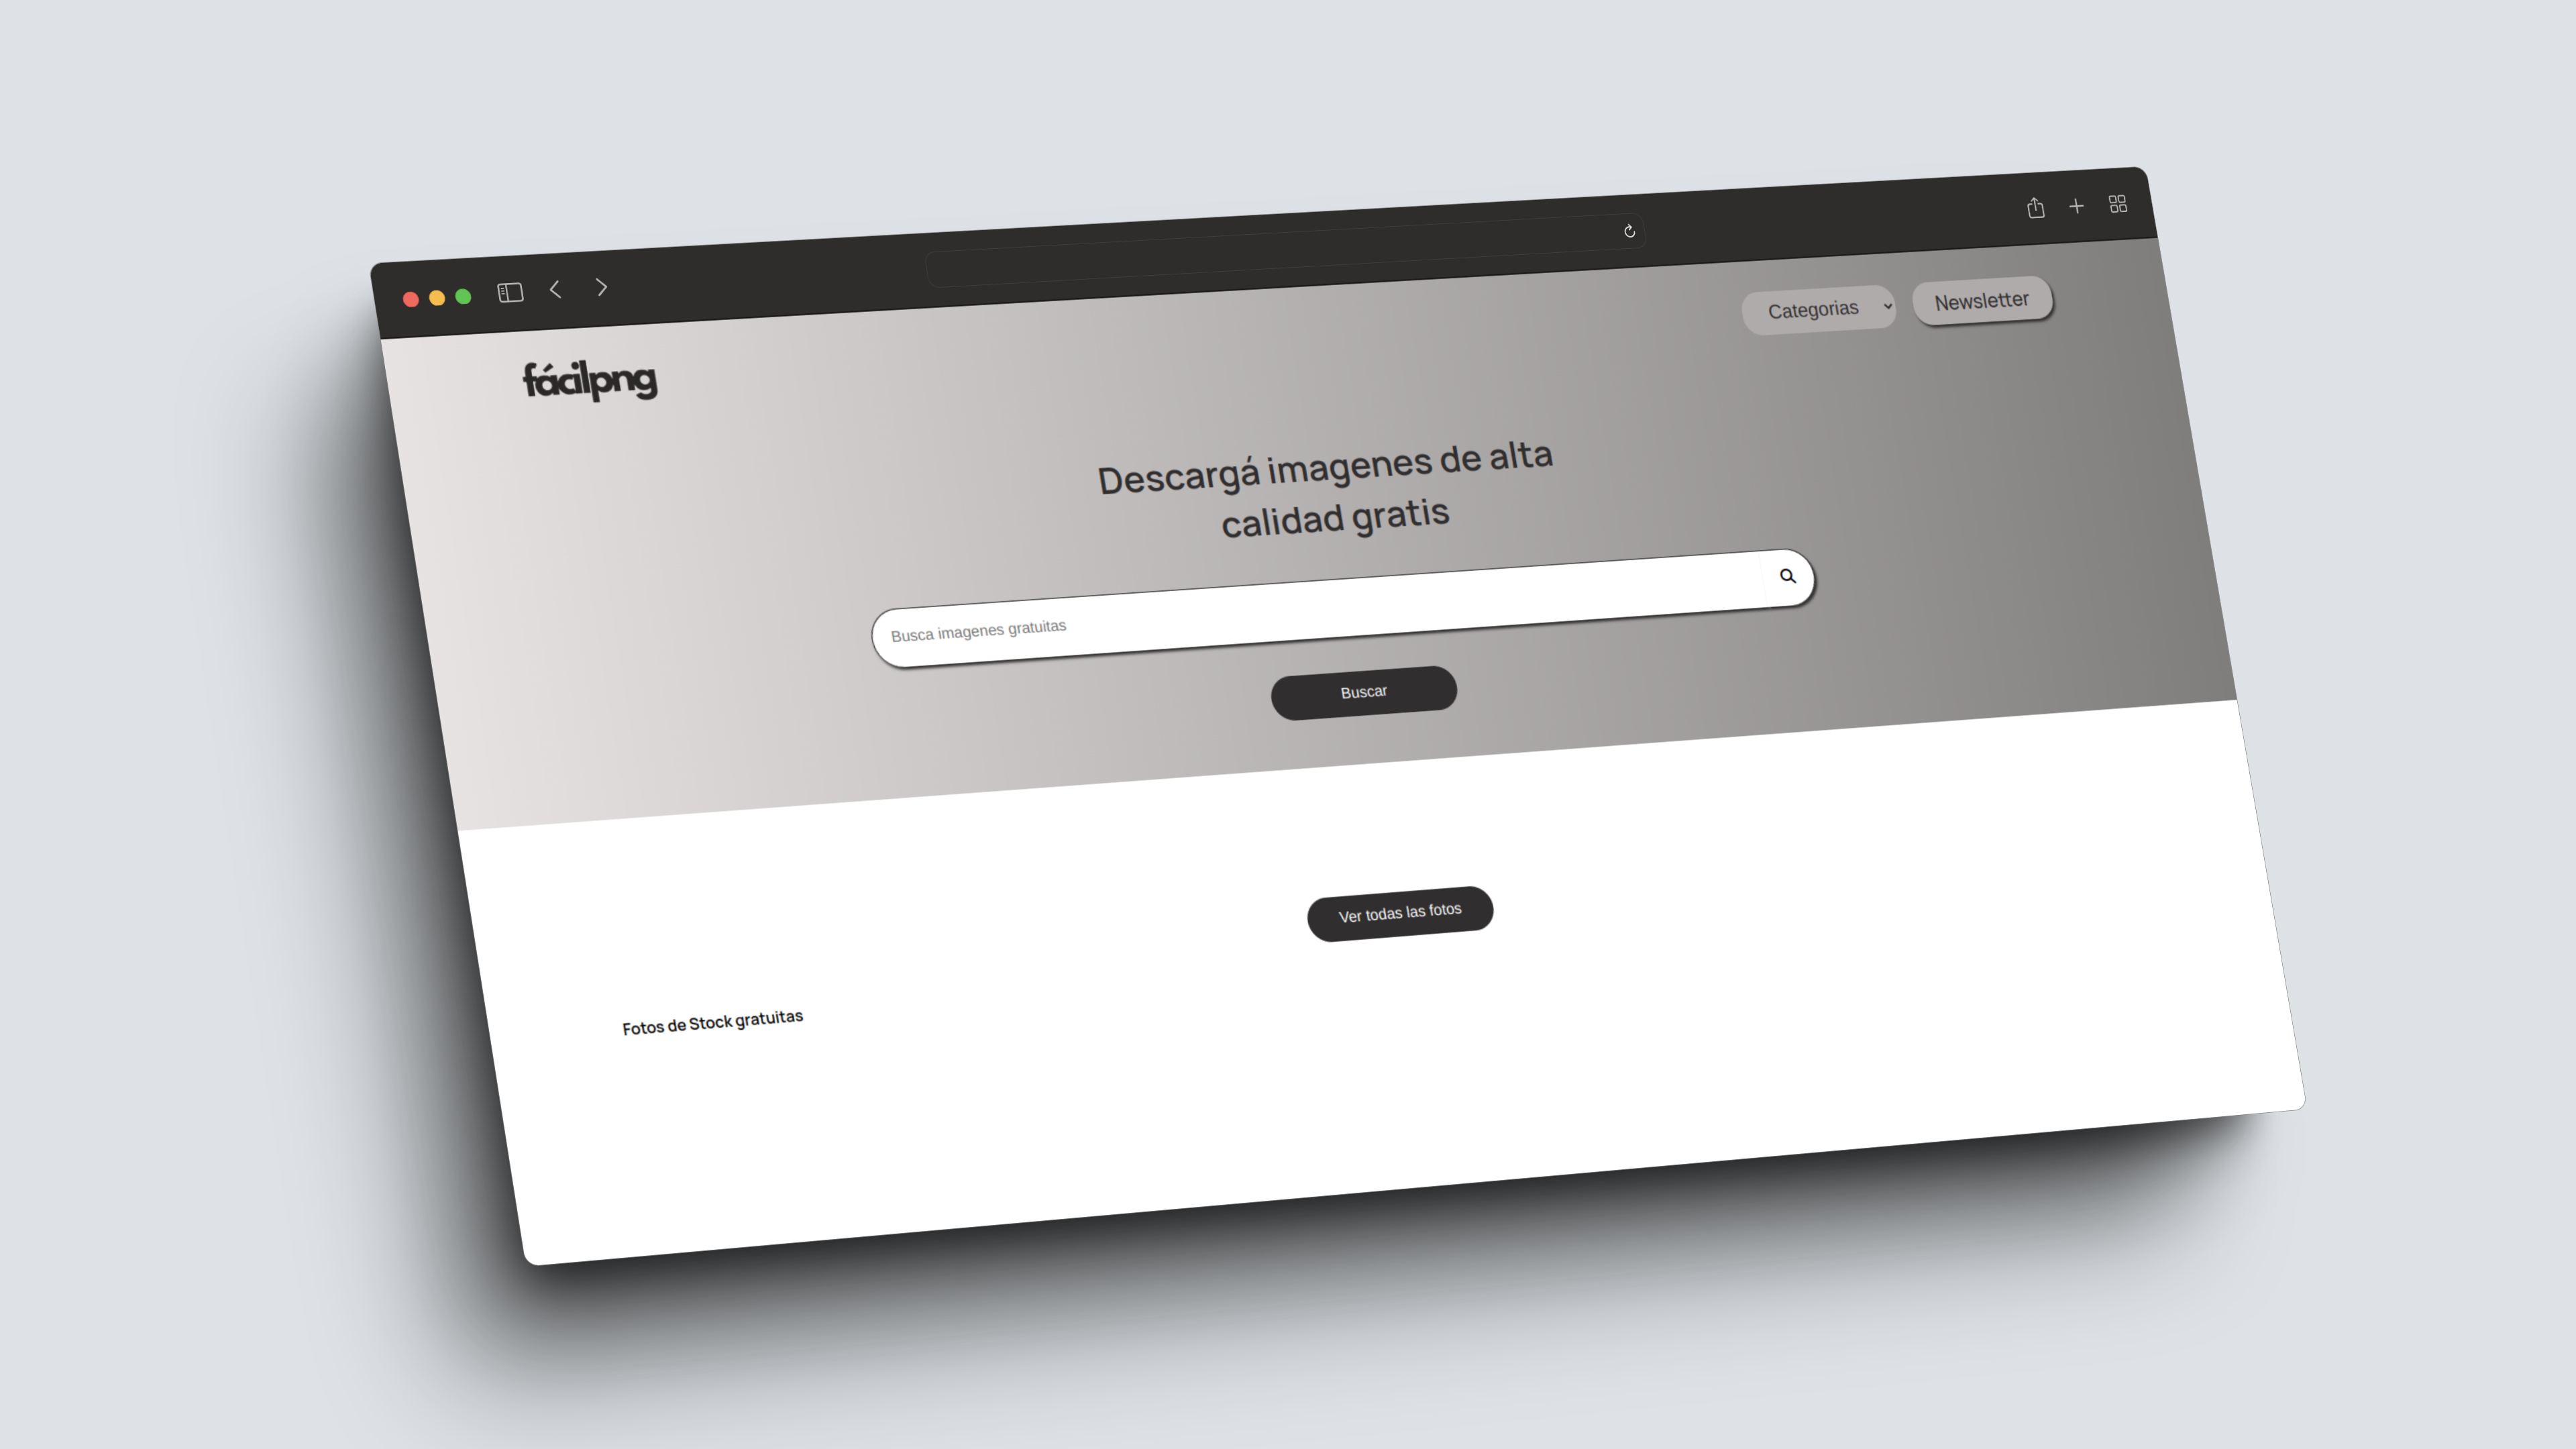 fácilpng
Categorias
Newsletter
Descargá imagenes de alta
calidad gratis
Busca imagenes gratuitas
Buscar
Ver todas las fotos
Fotos de Stock gratuitas